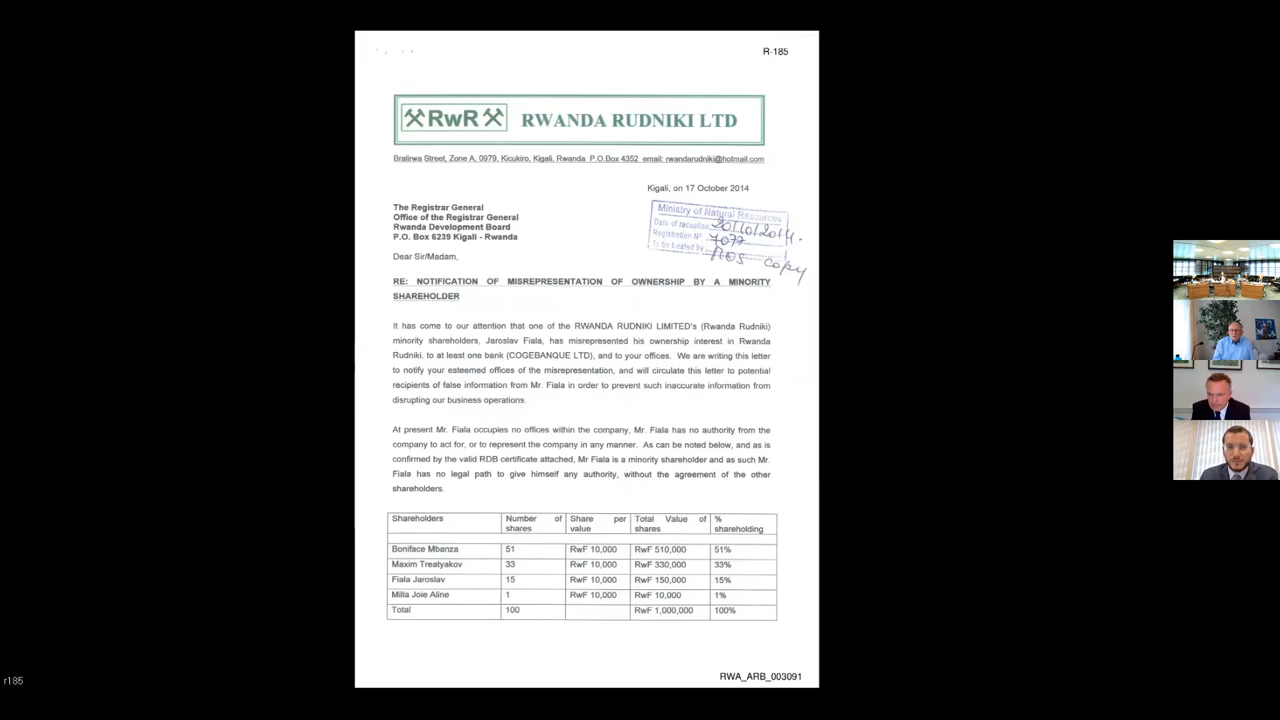 R-185
RwR RWANDA RUDNIKI LTD
Bralirwa Street, Zone A, 0979, Kicukiro, Kigali, Rwanda P.O.Box 4352 email: rwandarudniki@hotmail.com
Kigali, on 17 October 2014
The Registrar General
Office of the Registrar General
Rwanda Development Board
P.O. Box 6239 Kigali - Rwanda
Ministry of Natural Resources
Date of reception 20/10/2014.
Registration N° 7077
To be treated by
copy
Dear Sir/Madam,
RE: NOTIFICATION OF MISREPRESENTATION OF OWNERSHIP BY A MINORITY
SHAREHOLDER
It has come to our attention that one of the RWANDA RUDNIKI LIMITED's (Rwanda Rudniki)
minority shareholders, Jaroslav Fiala, has misrepresented his ownership interest in Rwanda
Rudniki, to at least one bank (COGEBANQUE LTD), and to your offices. We are writing this letter
to notify your esteemed offices of the misrepresentation, and will circulate this letter to potential
recipients of false information from Mr. Fiala in order to prevent such inaccurate information from
disrupting our business operations.
At present Mr. Fiala occupies no offices within the company, Mr. Fiala has no authority from the
company to act for, or to represent the company in any manner. As can be noted below, and as is
confirmed by the valid RDB certificate attached, Mr Fiala is a minority shareholder and as such Mr.
Fiala has no legal path to give himself any authority, without the agreement of the other
shareholders.
Shareholders Number of shares Share per value Total Value of shares % shareholding
Boniface Mbanza 51 RwF 10,000 RwF 510,000 51%
Maxim Treatyakov 33 RwF 10,000 RwF 330,000 33%
Fiala Jaroslav 15 RwF 10,000 RwF 150,000 15%
Milla Joie Aline 1 RwF 10,000 RwF 10,000 1%
Total 100 RwF 1,000,000 100%
RWA_ARB_003091
r185